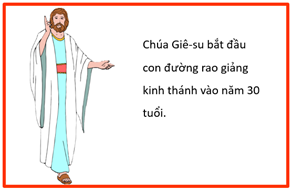 Chúa Giê-su bắt đầu
con đường rao giảng
kinh thánh vào năm 30
tuổi.